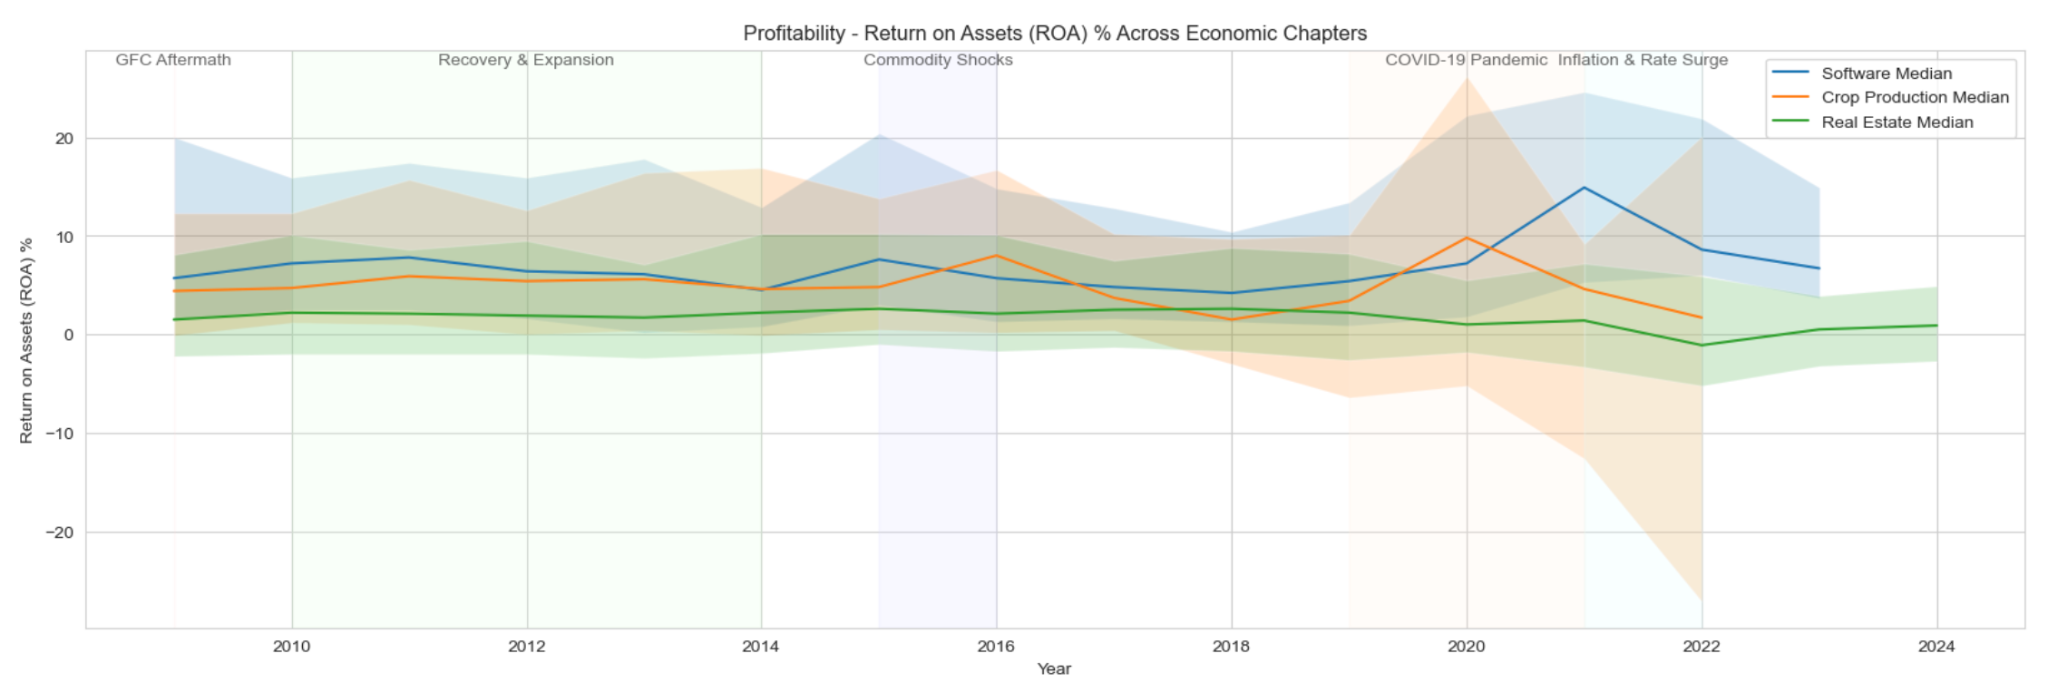 Profitability - Return on Assets (ROA) % Across Economic Chapters
GFC Aftermath
Recovery & Expansion
Commodity Shocks
COVID-19 Pandemic
Inflation & Rate Surge
Software Median
Crop Production Median
Real Estate Median
Return on Assets (ROA) %
20
10
0
−10
−20
2010
2012
2014
2016
2018
2020
2022
2024
Year